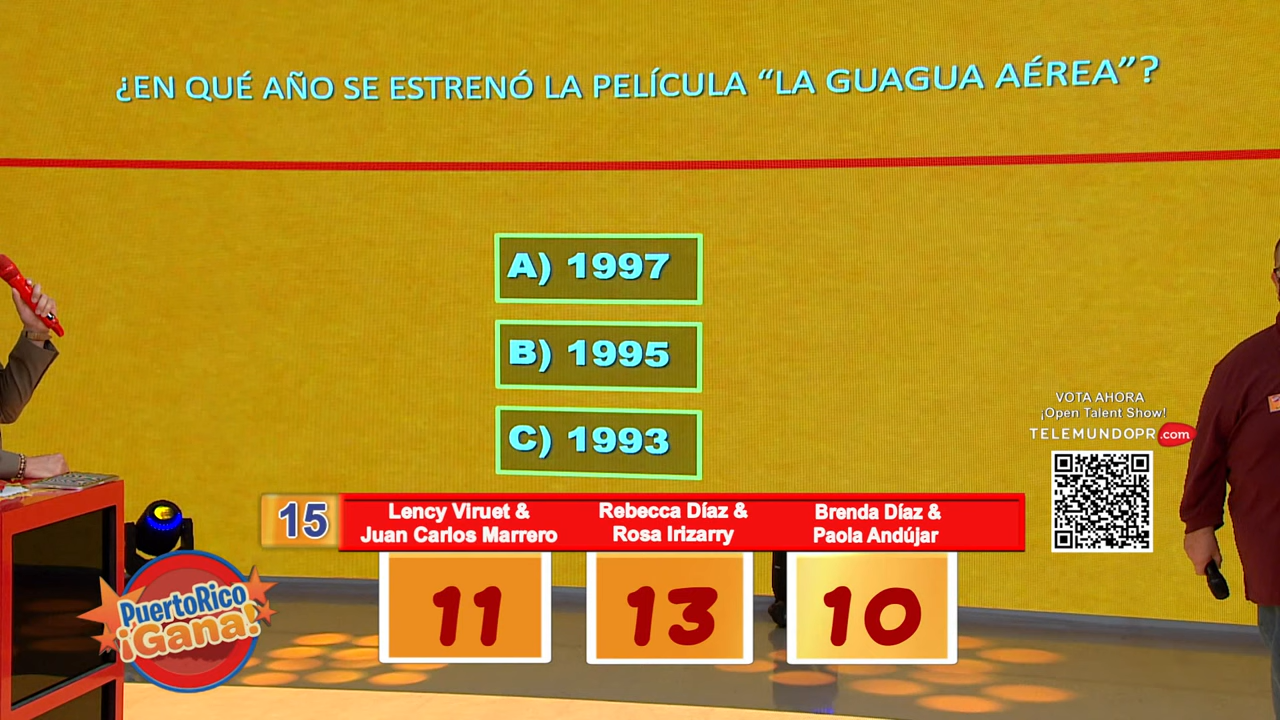 ¿EN QUÉ AÑO SE ESTRENÓ LA PELÍCULA “LA GUAGUA AÉREA”?
A) 1997
B) 1995
C) 1993
VOTA AHORA
¡Open Talent Show!
TELEMUNDOPR.com
15
Lency Viruet &
Juan Carlos Marrero
Rebecca Díaz &
Rosa Irizarry
Brenda Díaz &
Paola Andújar
11
13
10
PuertoRico
¡Gana!